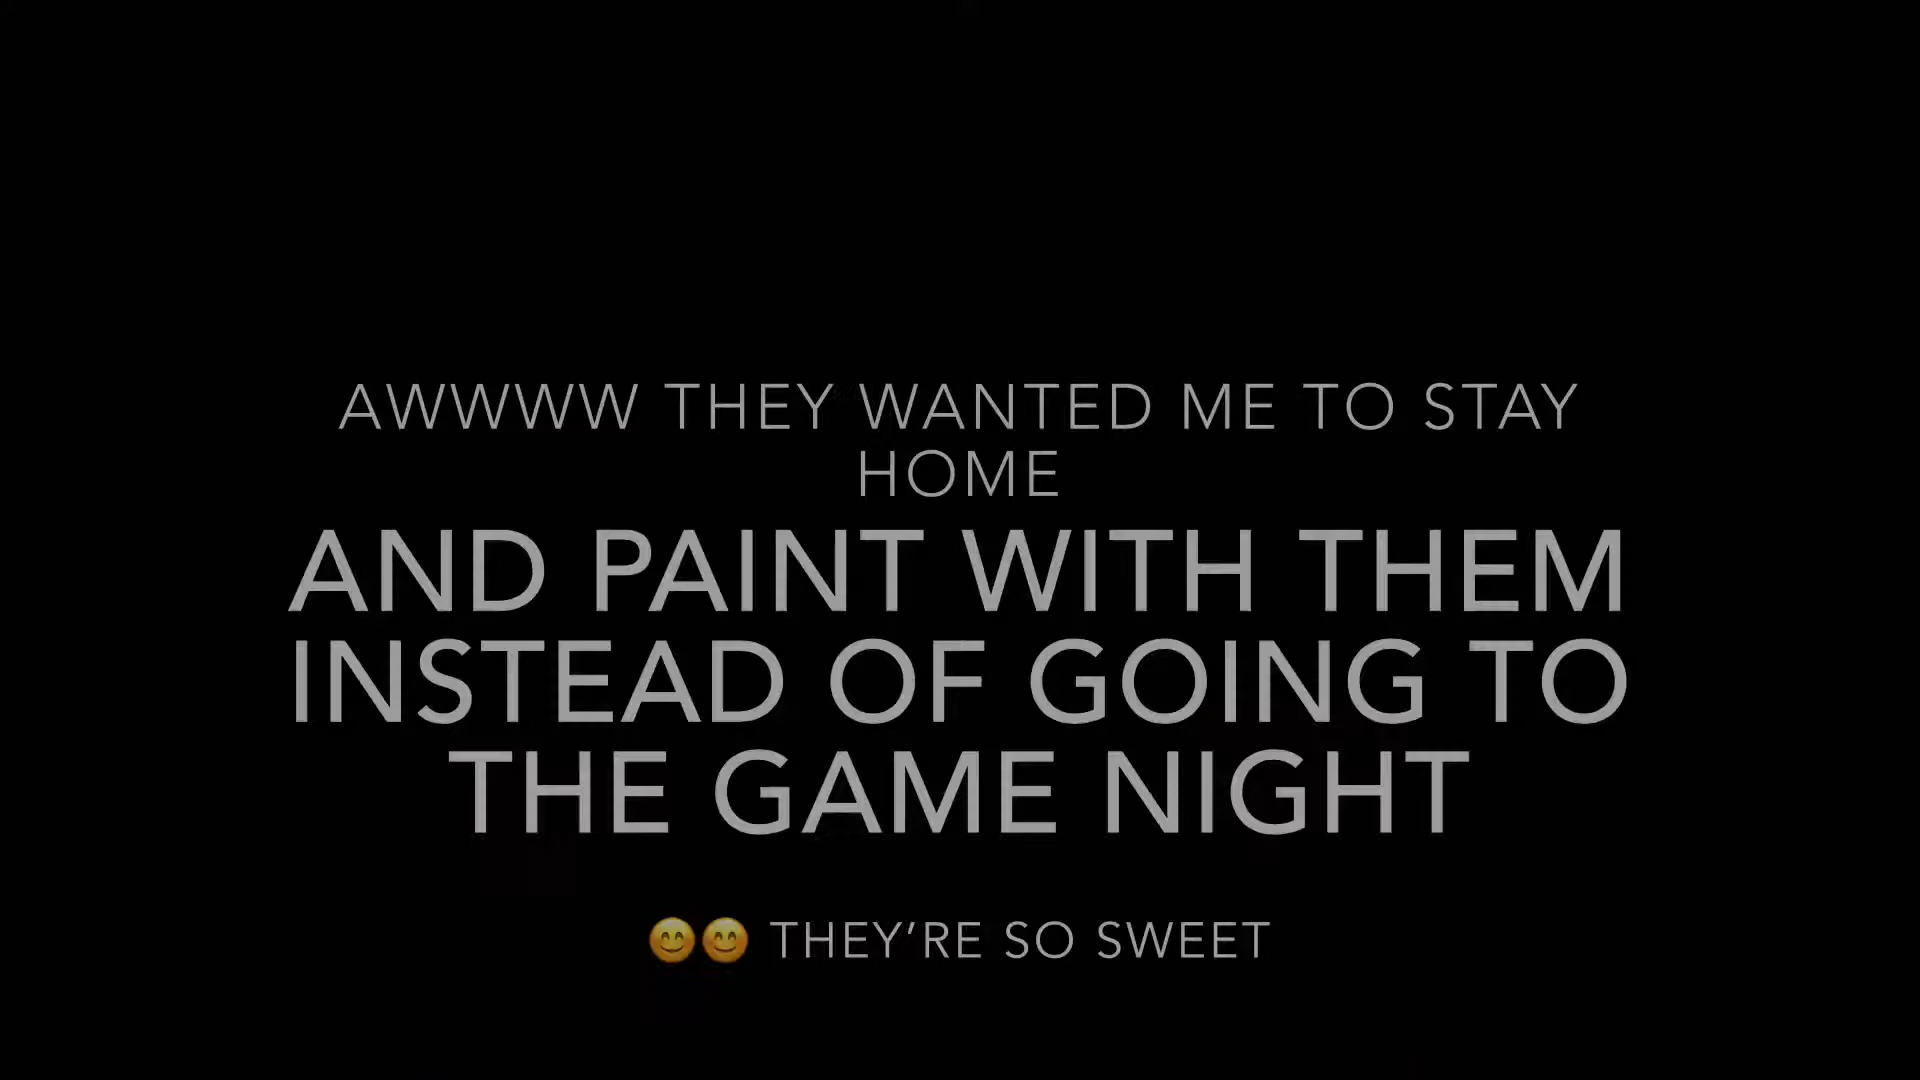 AWWWW THEY WANTED ME TO STAY
HOME
AND PAINT WITH THEM
INSTEAD OF GOING TO
THE GAME NIGHT
😊😊 THEY’RE SO SWEET